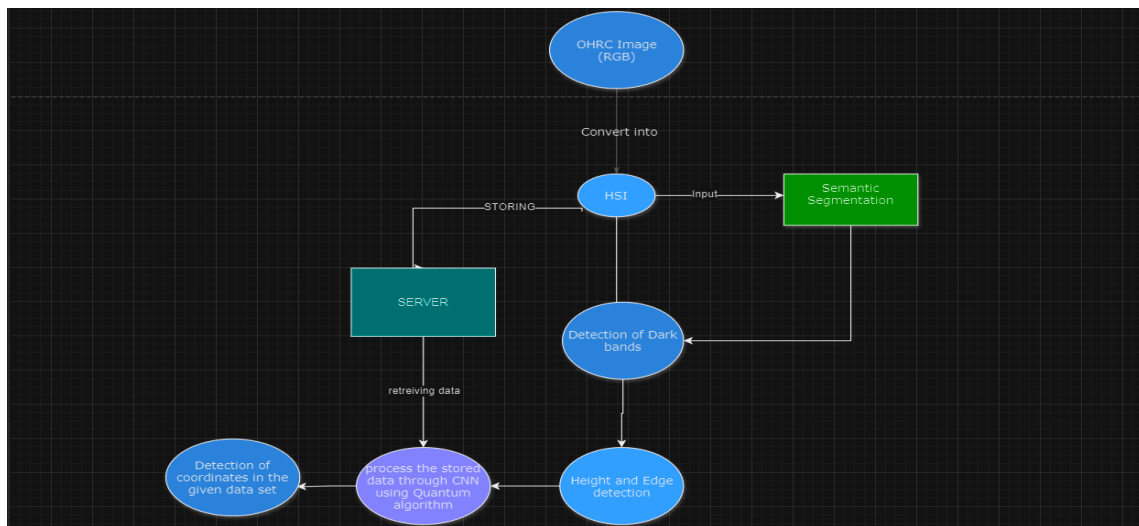 OHRC Image
(RGB)
Convert into
HSI
Input
Semantic
Segmentation
STORING
SERVER
Detection of Dark
bands
retreiving data
Detection of
coordinates in the
given data set
process the stored
data through CNN
using Quantum
algorithm
Height and Edge
detection